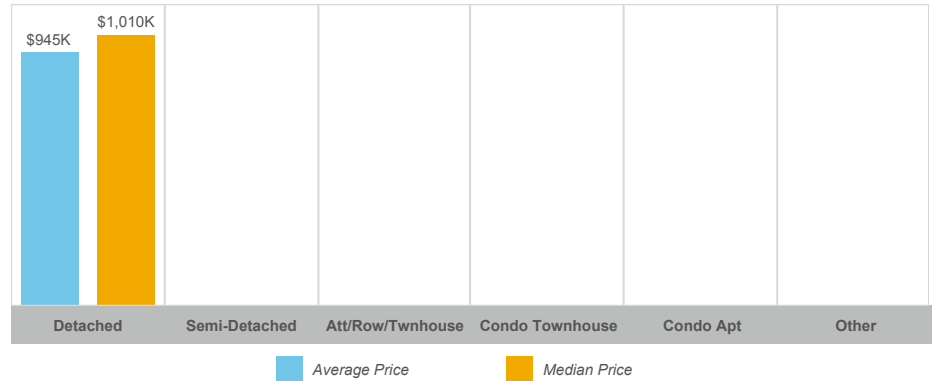 $945K
$1,010K
Detached
Semi-Detached
Att/Row/Twnhouse
Condo Townhouse
Condo Apt
Other
Average Price
Median Price